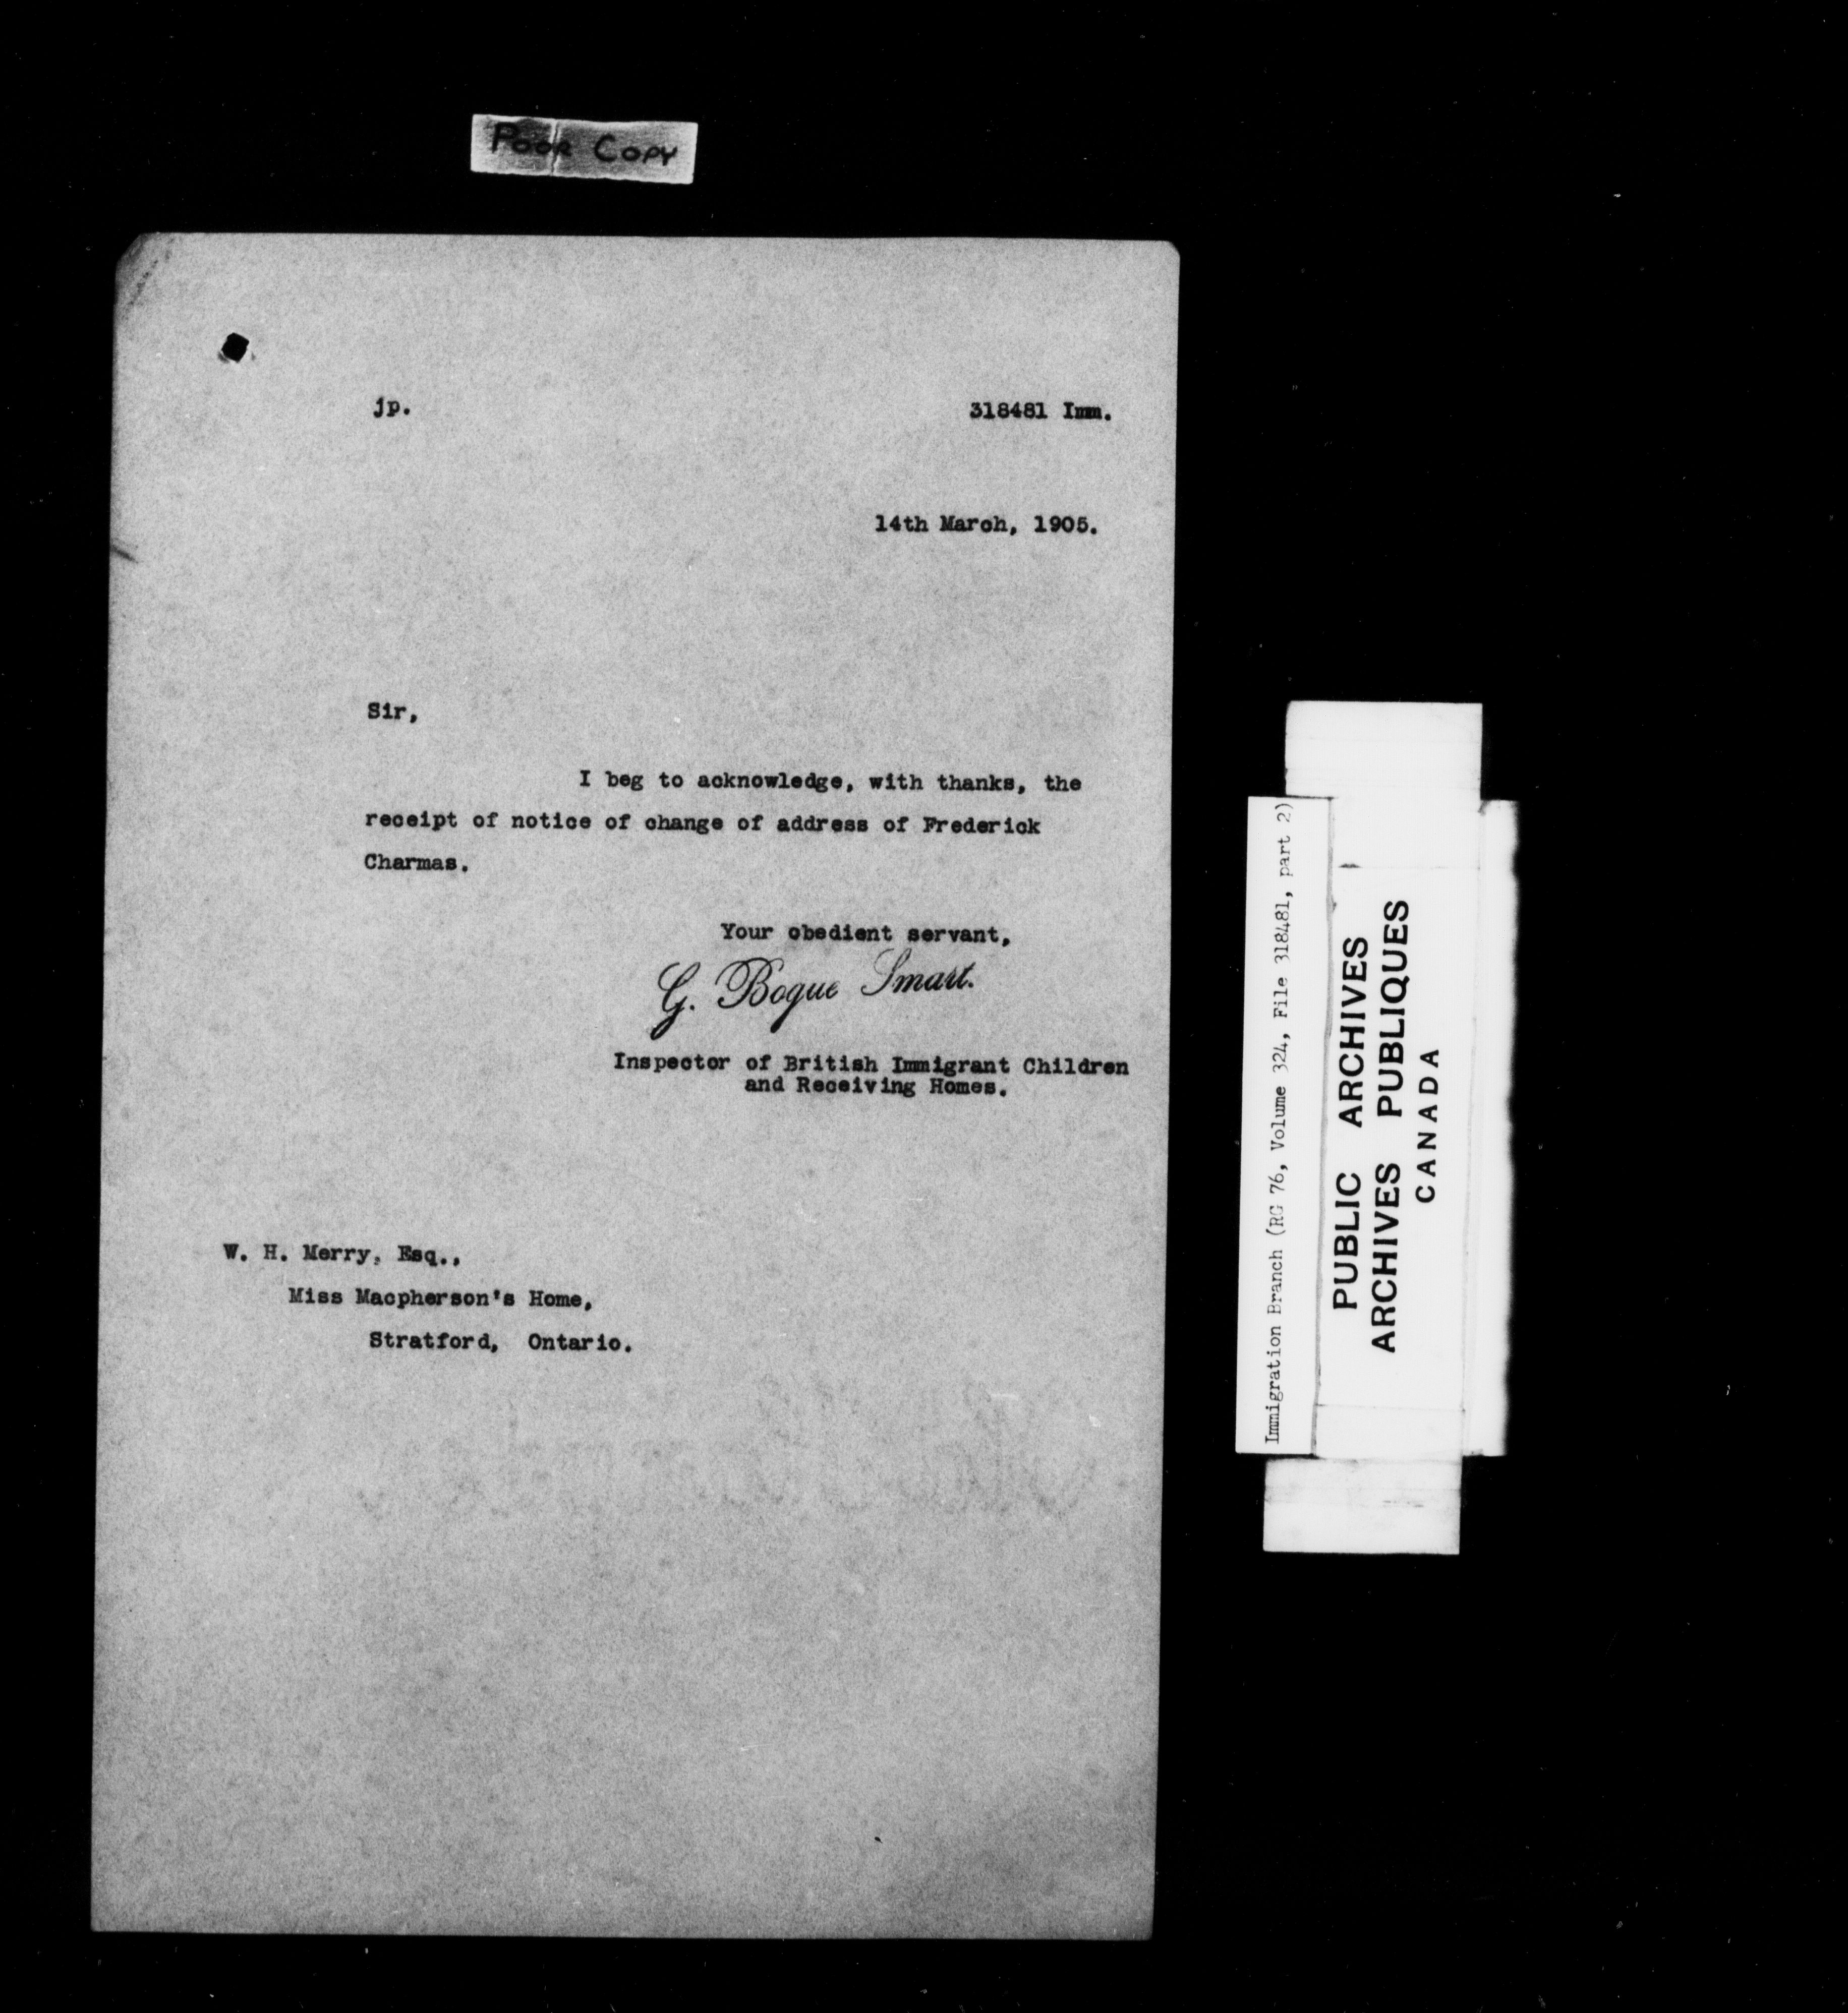 POOR COPY
jp.
318481 Imm.
14th March, 1905.
Sir,
I beg to acknowledge, with thanks, the
receipt of notice of change of address of Frederick
Charmas.
Your obedient servant,
G. Bogue Smart.
Inspector of British Immigrant Children
and Receiving Homes.
W. H. Merry, Esq.,
Miss Macpherson's Home,
Stratford, Ontario.
Immigration Branch (RG 76, Volume 324, File 318481, part 2)
PUBLIC ARCHIVES
ARCHIVES PUBLIQUES
CANADA